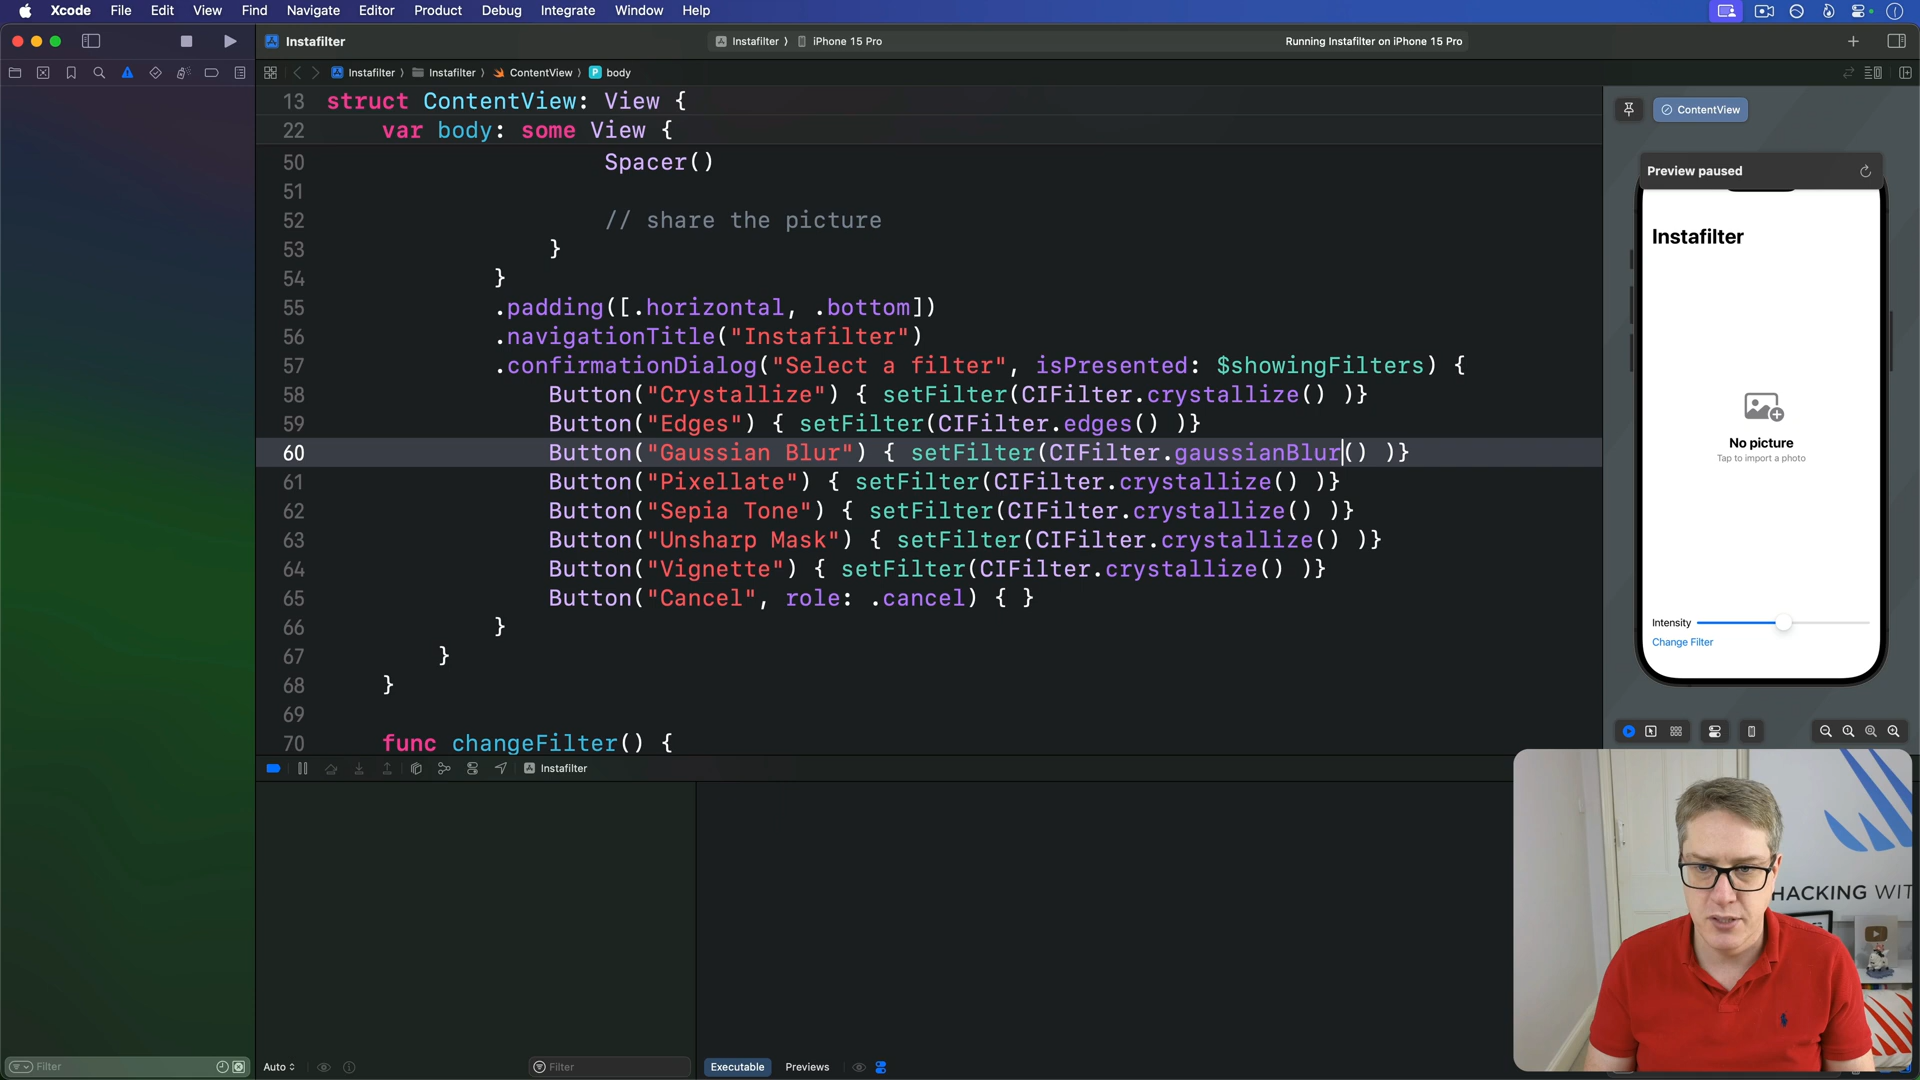 Xcode File Edit View Find Navigate Editor Product Debug Integrate Window Help
Instafilter
Instafilter 〉 iPhone 15 Pro
Running Instafilter on iPhone 15 Pro
Instafilter 〉 Instafilter 〉 ContentView 〉 P body
13 struct ContentView: View {
22 var body: some View {
50 Spacer()
51
52 // share the picture
53 }
54 }
55 .padding([.horizontal, .bottom])
56 .navigationTitle("Instafilter")
57 .confirmationDialog("Select a filter", isPresented: $showingFilters) {
58 Button("Crystallize") { setFilter(CIFilter.crystallize() )}
59 Button("Edges") { setFilter(CIFilter.edges() )}
60 Button("Gaussian Blur") { setFilter(CIFilter.gaussianBlur() )}
61 Button("Pixellate") { setFilter(CIFilter.crystallize() )}
62 Button("Sepia Tone") { setFilter(CIFilter.crystallize() )}
63 Button("Unsharp Mask") { setFilter(CIFilter.crystallize() )}
64 Button("Vignette") { setFilter(CIFilter.crystallize() )}
65 Button("Cancel", role: .cancel) { }
66 }
67 }
68 }
69
70 func changeFilter() {
ContentView
Preview paused
Instafilter
No picture
Tap to import a photo
Intensity
Change Filter
Instafilter
HACKING WIT
Filter
Auto
Filter
Executable Previews